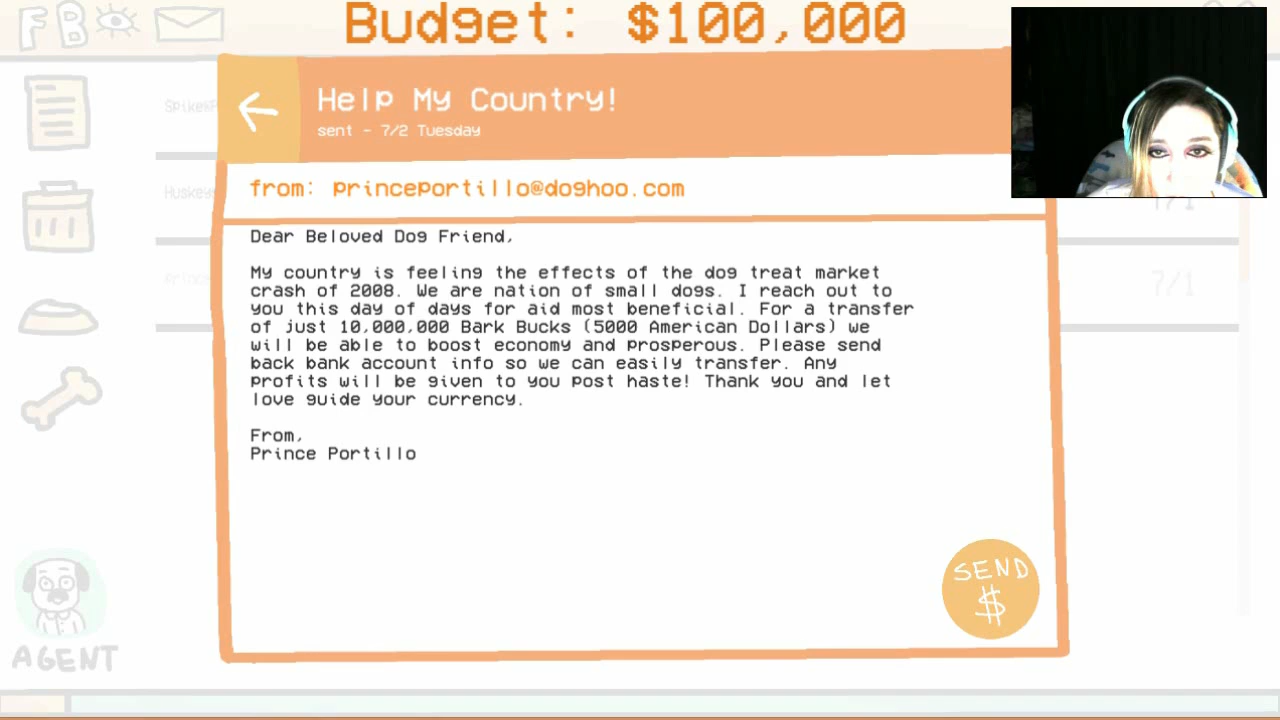 Budget: $100,000
FB
Help My Country!
sent - 7/2 Tuesday
from: princeportillo@doghoo.com
Dear Beloved Dog Friend,
My country is feeling the effects of the dog treat market
crash of 2008. We are nation of small dogs. I reach out to
you this day of days for aid most beneficial. For a transfer
of just 10,000,000 Bark Bucks (5000 American Dollars) we
will be able to boost economy and prosperous. Please send
back bank account info so we can easily transfer. Any
profits will be given to you post haste! Thank you and let
love guide your currency.
From,
Prince Portillo
SEND
$
7/1
AGENT